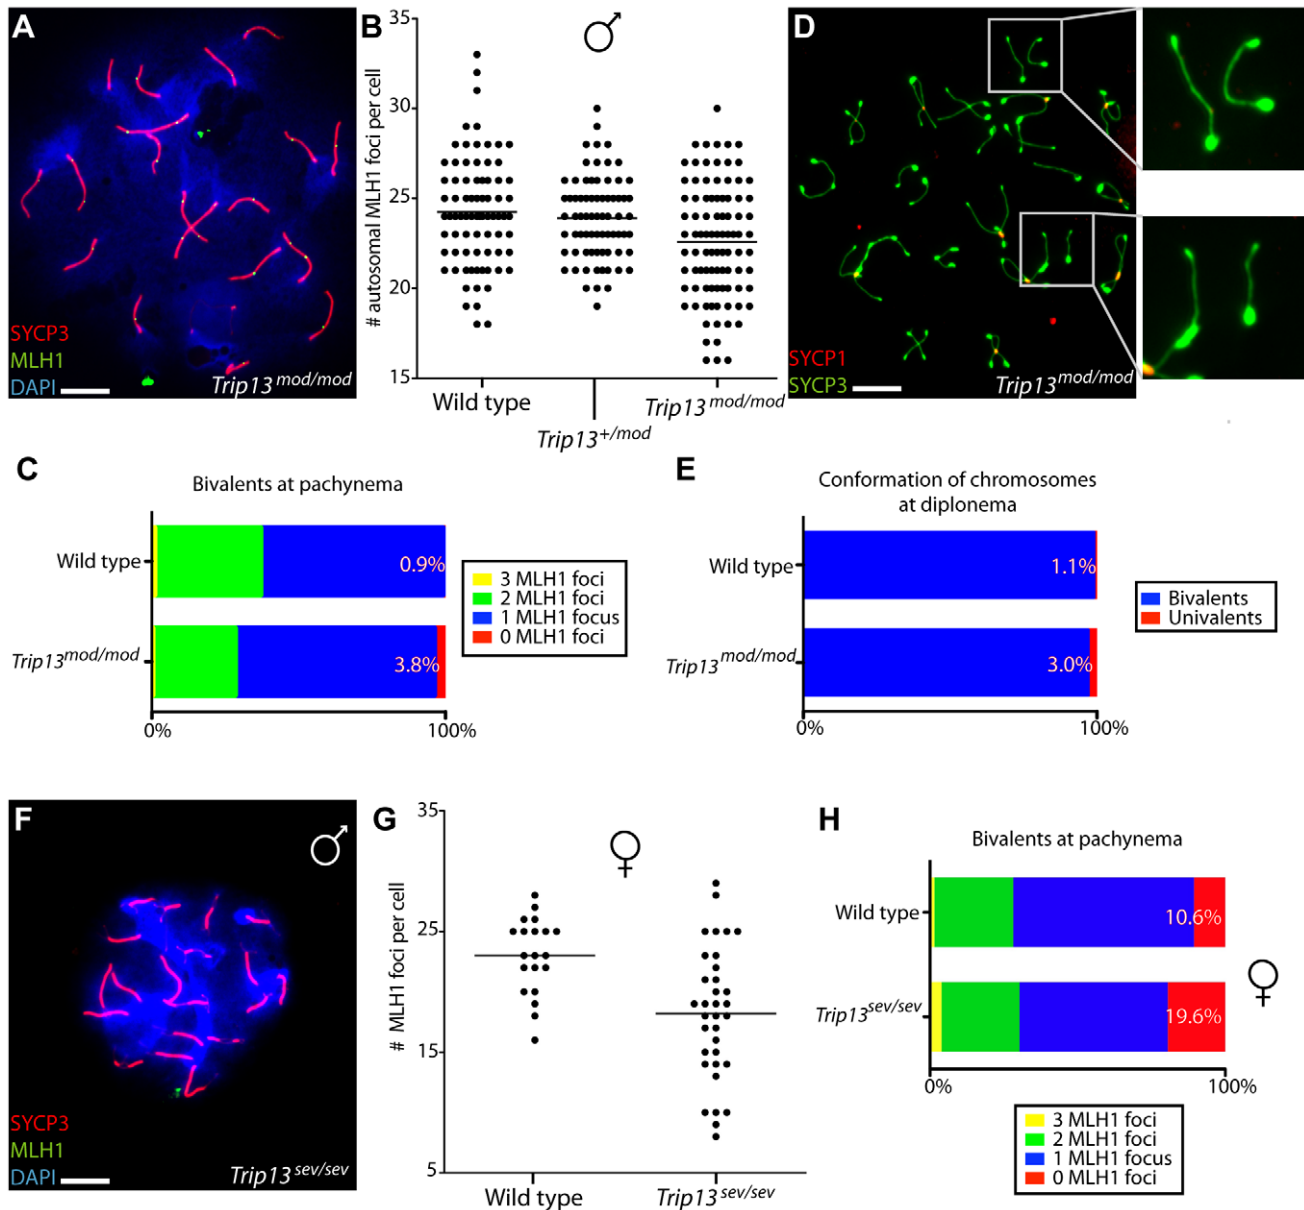 A
SYCP3
MLH1
DAPI
Trip13 mod/mod
B
# autosomal MLH1 foci per cell
35
30
25
20
15
Wild type
Trip13 +/mod
Trip13 mod/mod
D
SYCP1
SYCP3
Trip13 mod/mod
C
Bivalents at pachynema
Wild type
0.9%
Trip13 mod/mod
3.8%
0%
100%
3 MLH1 foci
2 MLH1 foci
1 MLH1 focus
0 MLH1 foci
E
Conformation of chromosomes
at diplonema
Wild type
1.1%
Trip13 mod/mod
3.0%
0%
100%
Bivalents
Univalents
F
SYCP3
MLH1
DAPI
Trip13 sev/sev
G
# MLH1 foci per cell
35
25
15
5
Wild type
Trip13 sev/sev
H
Bivalents at pachynema
Wild type
10.6%
Trip13 sev/sev
19.6%
0%
100%
3 MLH1 foci
2 MLH1 foci
1 MLH1 focus
0 MLH1 foci